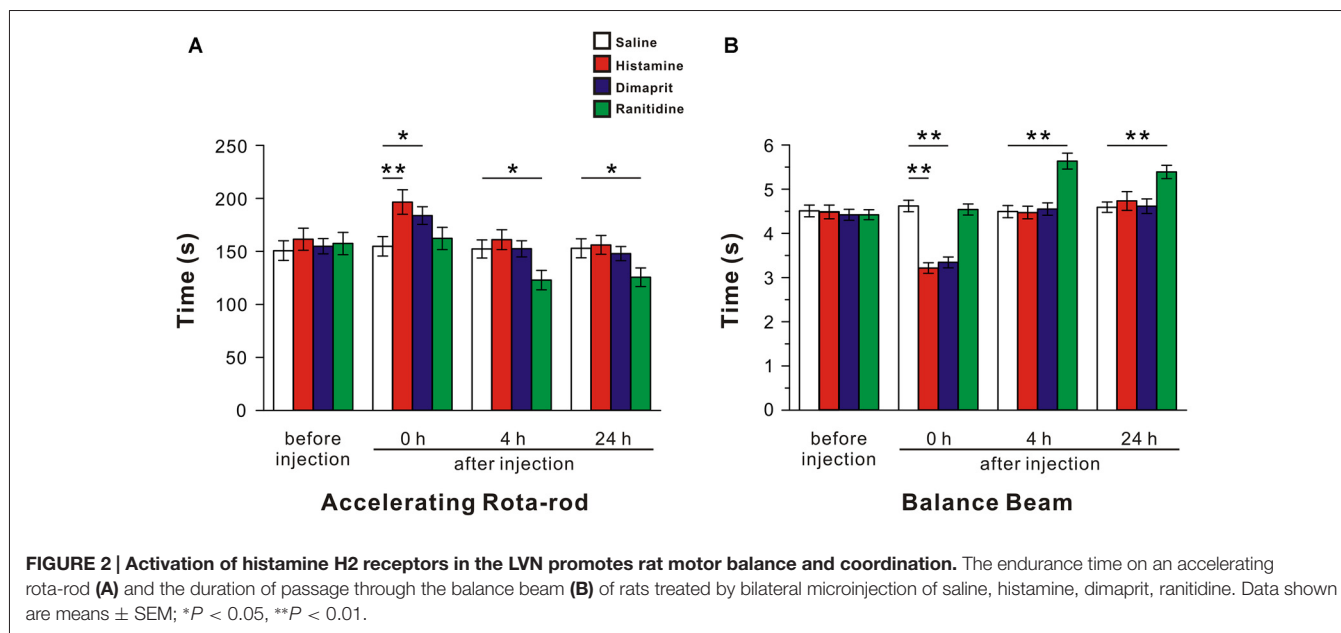 A
Saline
Histamine
Dimaprit
Ranitidine
* ** * *
250
200
150
100
50
0
Time (s)
before injection
0 h 4 h 24 h
after injection
Accelerating Rota-rod
B
** ** ** **
6
5
4
3
2
1
0
Time (s)
before injection
0 h 4 h 24 h
after injection
Balance Beam
FIGURE 2 | Activation of histamine H2 receptors in the LVN promotes rat motor balance and coordination. The endurance time on an accelerating
rota-rod (A) and the duration of passage through the balance beam (B) of rats treated by bilateral microinjection of saline, histamine, dimaprit, ranitidine. Data shown
are means ± SEM; *P < 0.05, **P < 0.01.